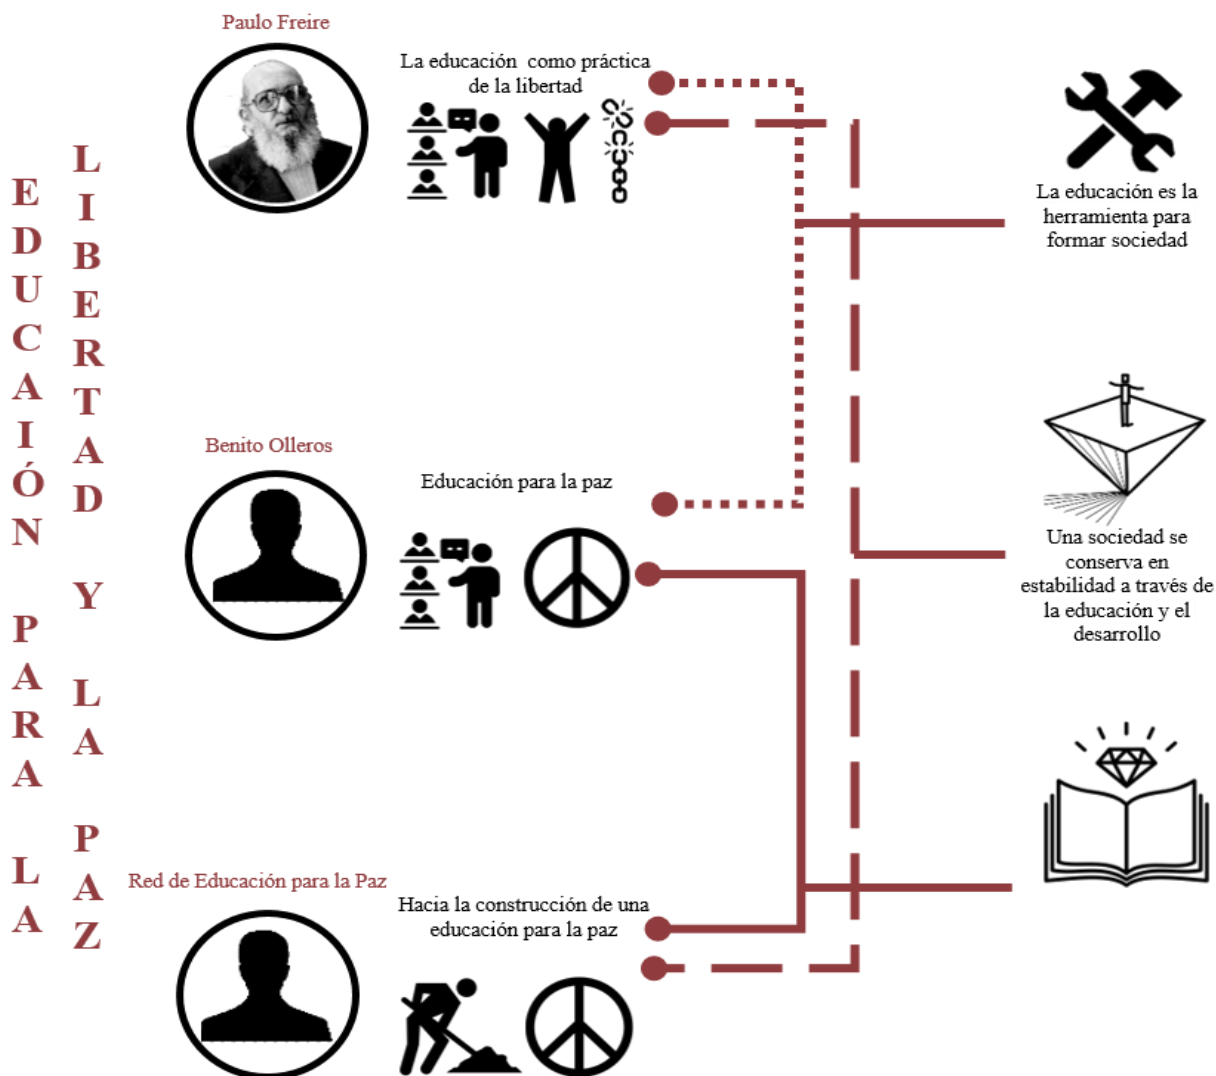 EDUCAIÓN PARA LA
LIBERTAD Y LA PAZ
Paulo Freire
La educación como práctica
de la libertad
La educación es la
herramienta para
formar sociedad
Benito Olleros
Educación para la paz
Una sociedad se
conserva en
estabilidad a través de
la educación y el
desarrollo
Red de Educación para la Paz
Hacia la construcción de una
educación para la paz